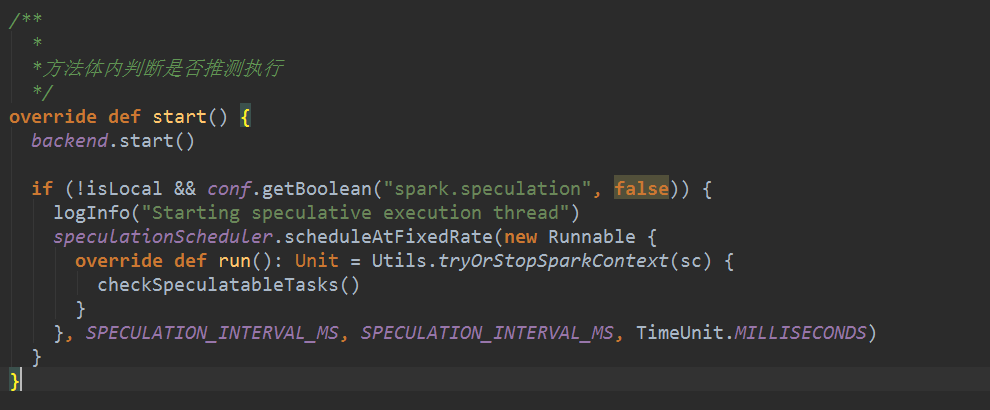 /**
*
*方法体内判断是否推测执行
*/
override def start() {
backend.start()
if (!isLocal && conf.getBoolean("spark.speculation", false)) {
logInfo("Starting speculative execution thread")
speculationScheduler.scheduleAtFixedRate(new Runnable {
override def run(): Unit = Utils.tryOrStopSparkContext(sc) {
checkSpeculatableTasks()
}
}, SPECULATION_INTERVAL_MS, SPECULATION_INTERVAL_MS, TimeUnit.MILLISECONDS)
}
}